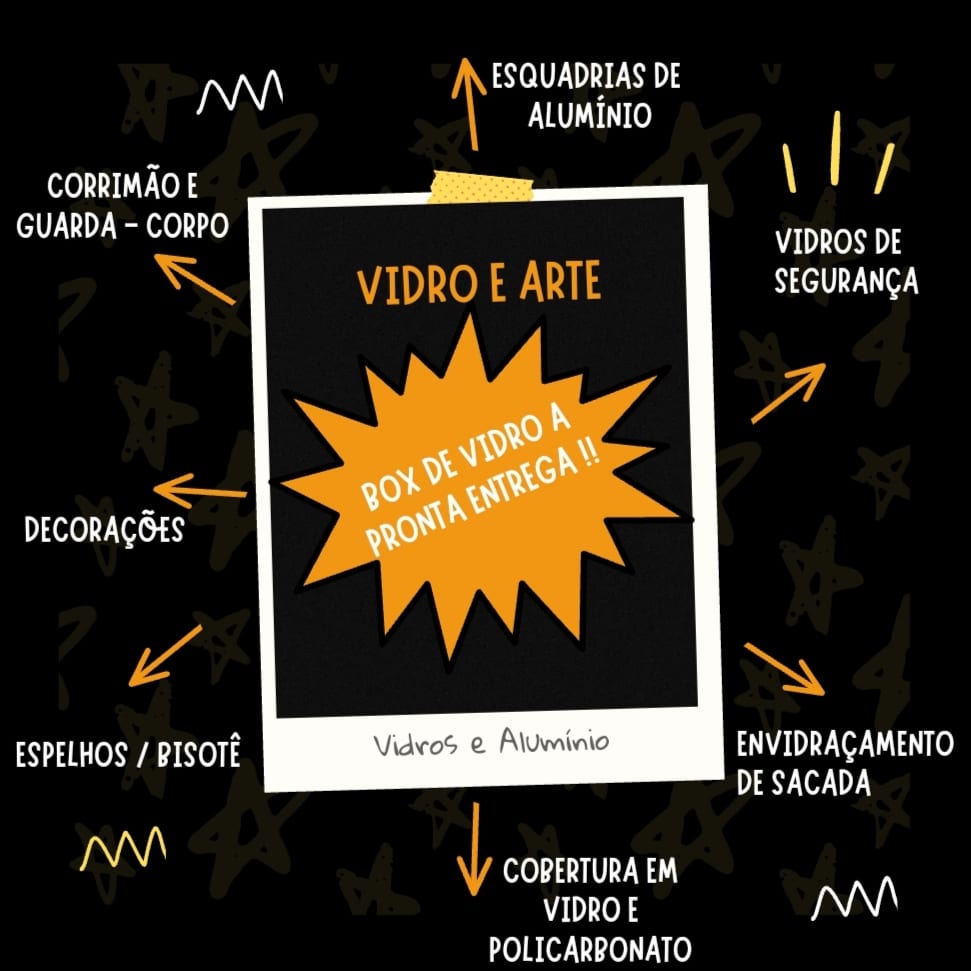 ESQUADRIAS DE
ALUMÍNIO
CORRIMÃO E
GUARDA - CORPO
VIDROS DE
SEGURANÇA
VIDRO E ARTE
BOX DE VIDRO A
PRONTA ENTREGA !!
DECORAÇÕES
Vidros e Alumínio
ESPELHOS / BISOTÊ
ENVIDRAÇAMENTO
DE SACADA
COBERTURA EM
VIDRO E
POLICARBONATO